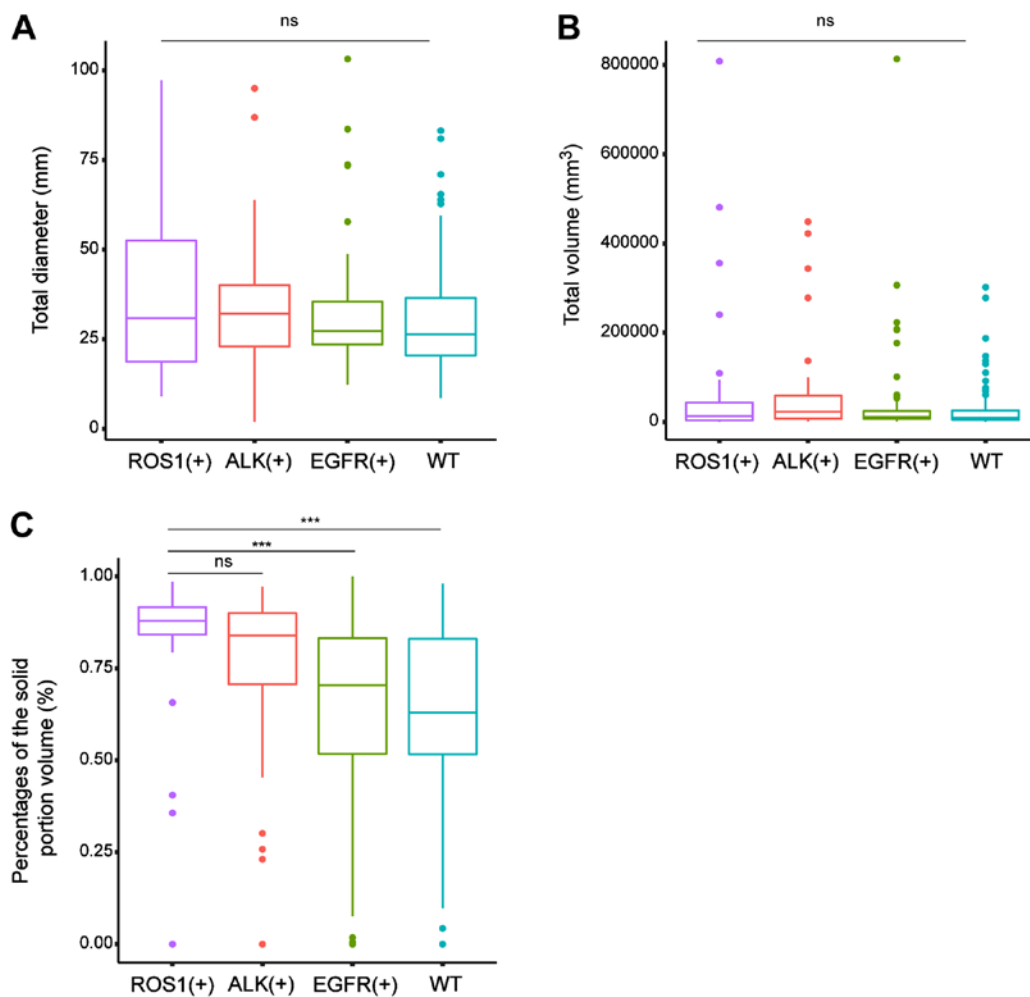 A
ns
Total diameter (mm)
100
75
50
25
0
ROS1(+) ALK(+) EGFR(+) WT
B
ns
Total volume (mm³)
800000
600000
400000
200000
0
ROS1(+) ALK(+) EGFR(+) WT
C
***
***
ns
Percentages of the solid
portion volume (%)
1.00
0.75
0.50
0.25
0.00
ROS1(+) ALK(+) EGFR(+) WT